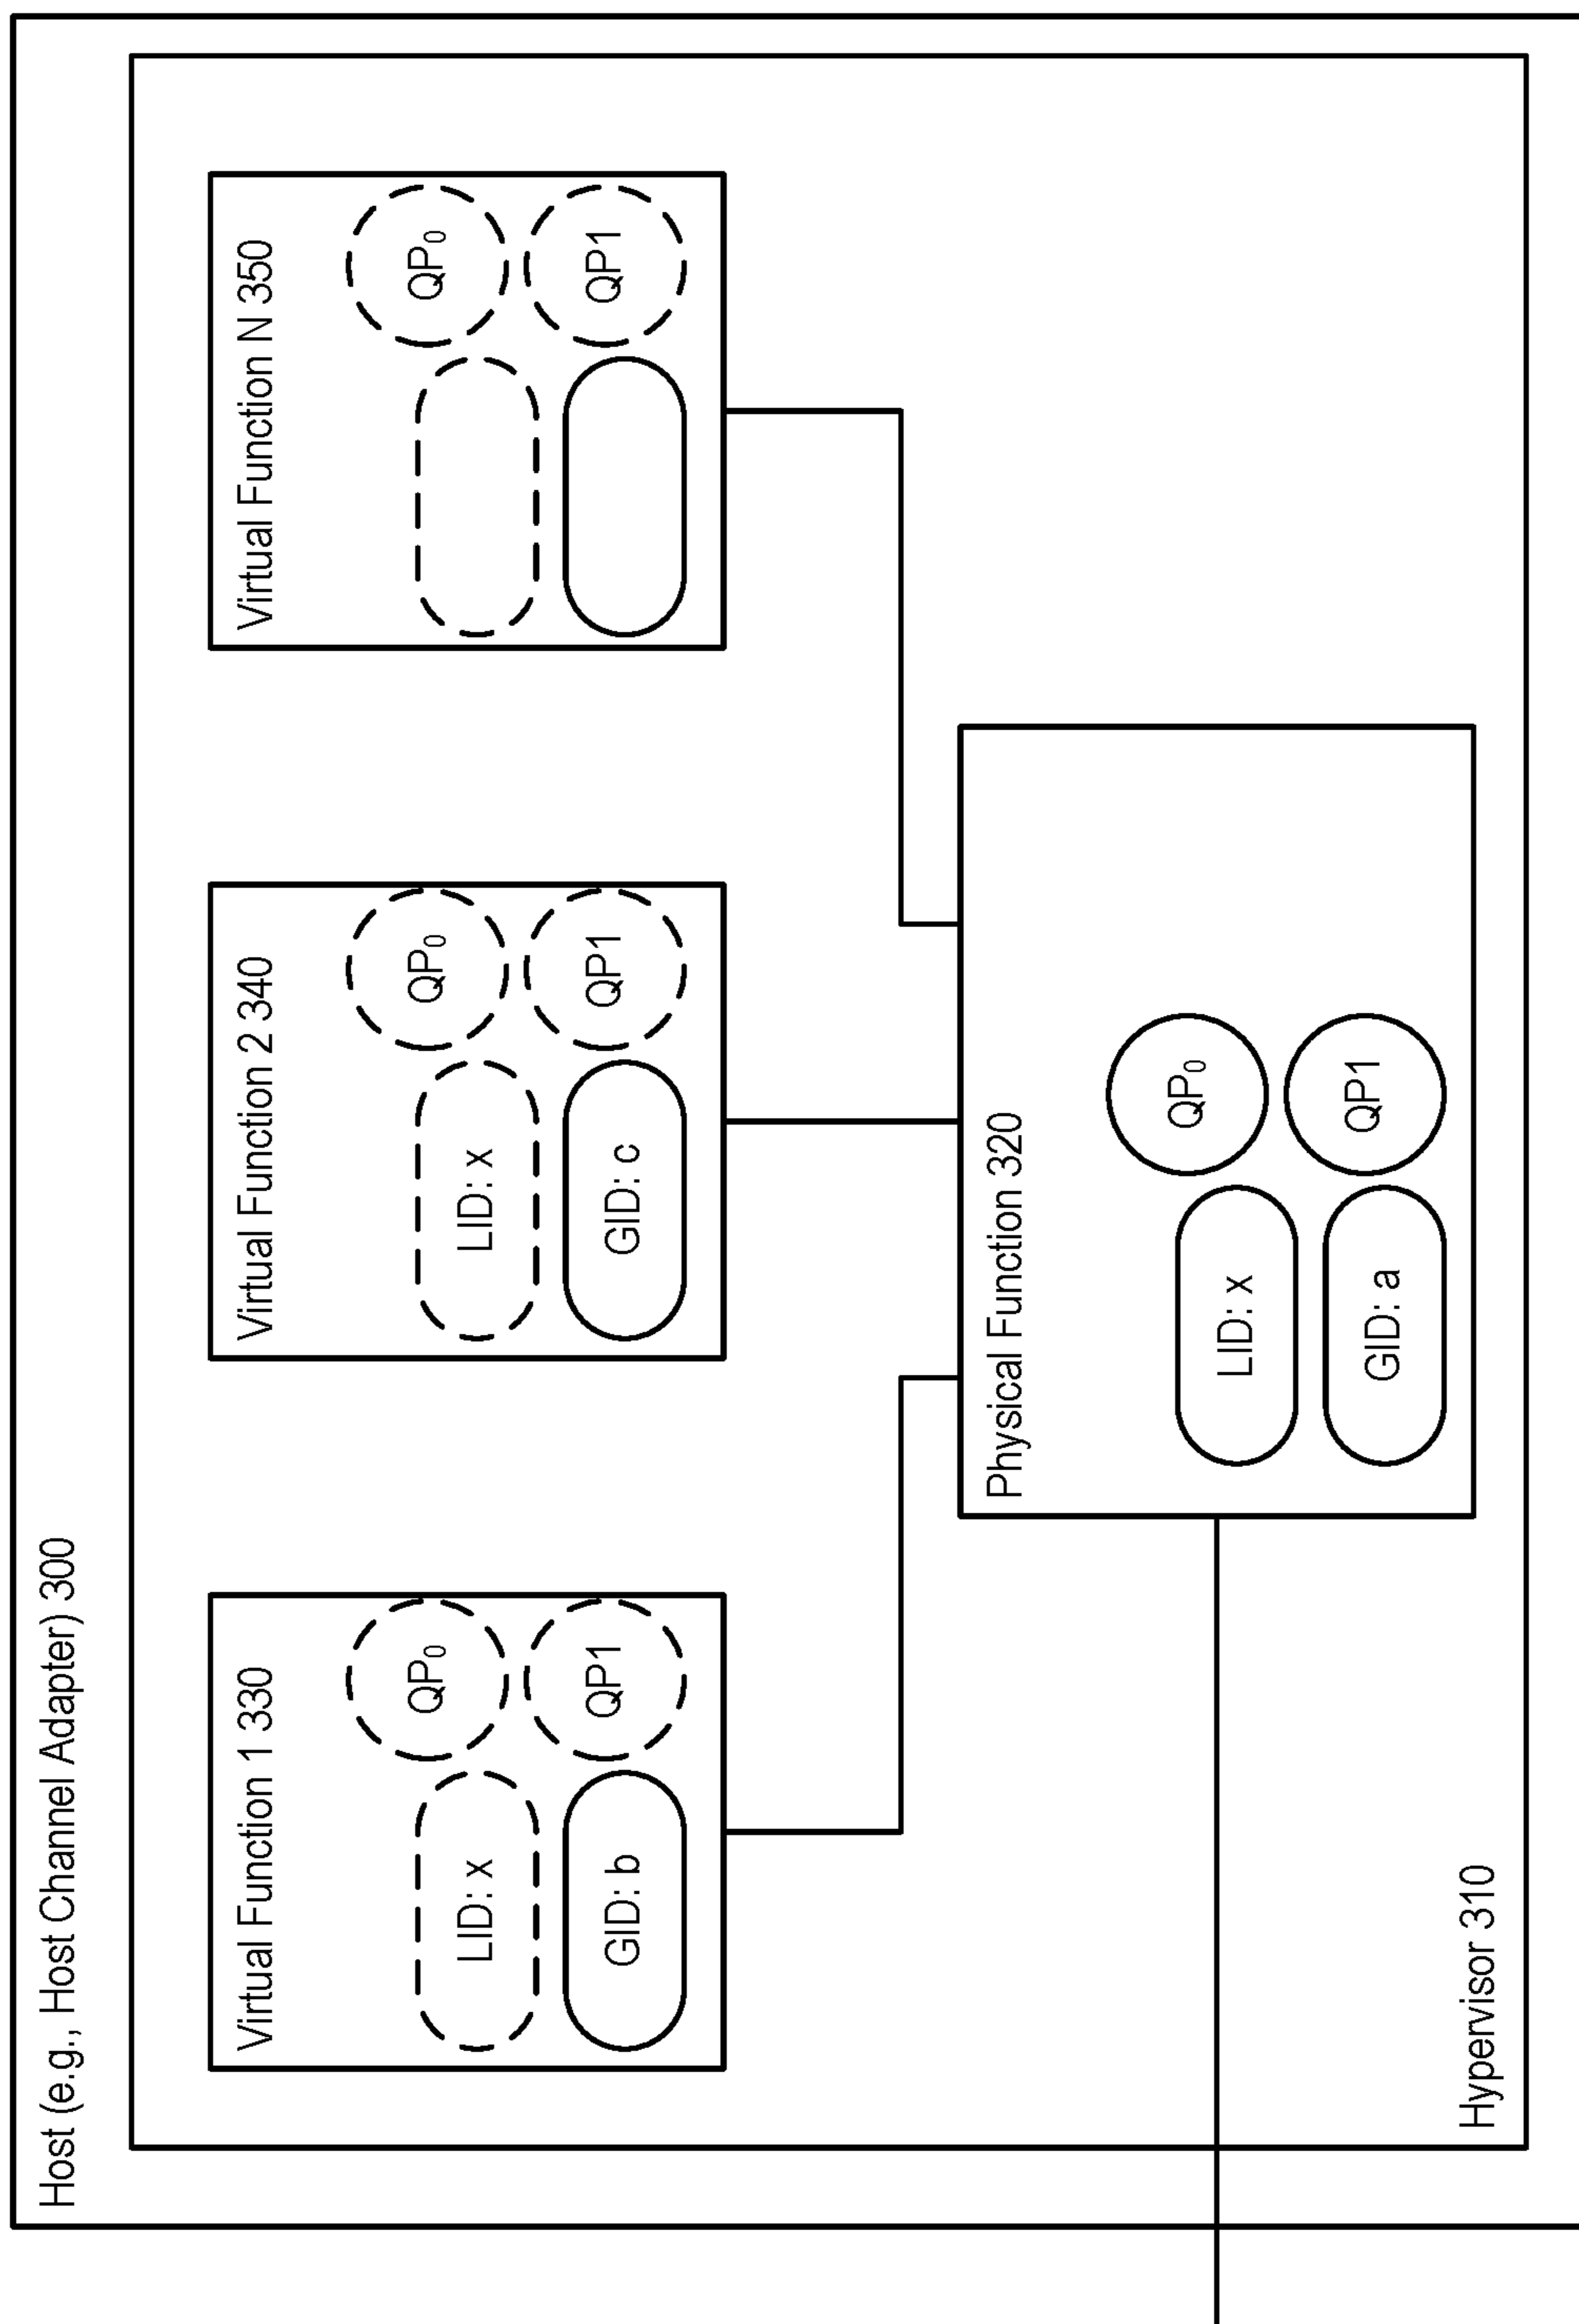 Host (e.g., Host Channel Adapter) 300
Virtual Function 1 330
LID: x
QP₀
GID: b
QP1
Virtual Function 2 340
LID: x
QP₀
GID: c
QP1
Virtual Function N 350
QP₀
QP1
Physical Function 320
LID: x
QP₀
GID: a
QP1
Hypervisor 310